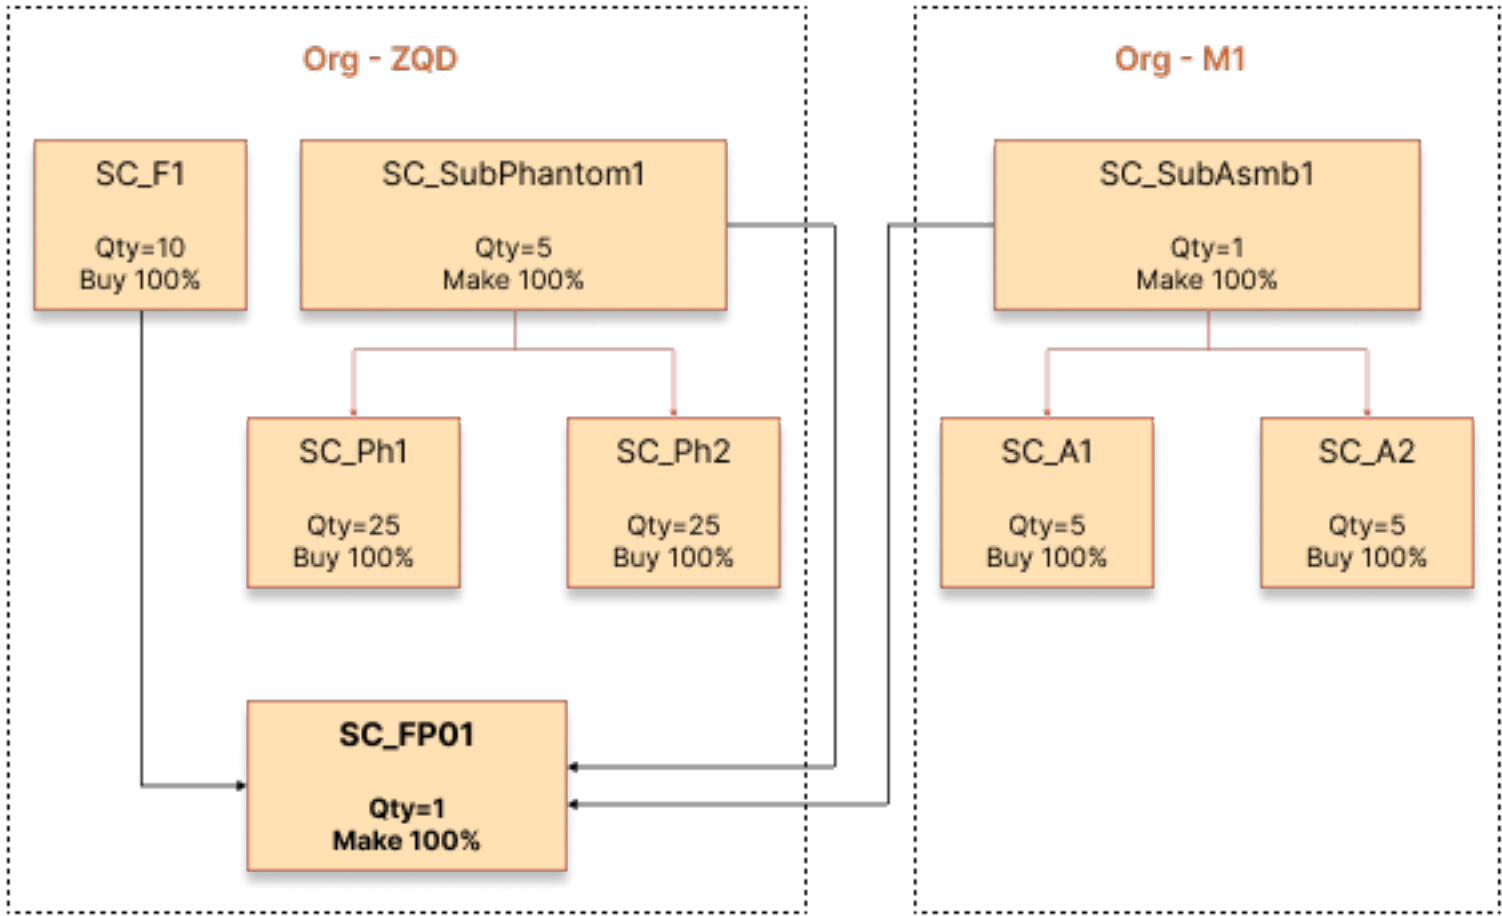 Org - ZQD
SC_F1
Qty=10
Buy 100%
SC_SubPhantom1
Qty=5
Make 100%
SC_Ph1
Qty=25
Buy 100%
SC_Ph2
Qty=25
Buy 100%
SC_FP01
Qty=1
Make 100%
Org - M1
SC_SubAsmb1
Qty=1
Make 100%
SC_A1
Qty=5
Buy 100%
SC_A2
Qty=5
Buy 100%